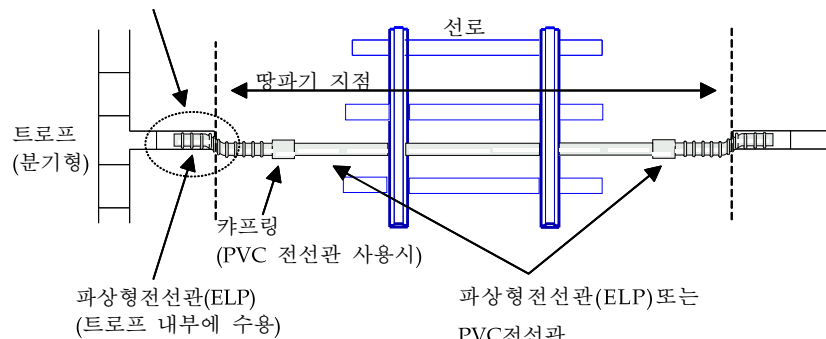 선로
땅파기 지점
트로프
(분기형)
캬프링
(PVC 전선관 사용시)
파상형전선관(ELP)
(트로프 내부에 수용)
파상형전선관(ELP)또는
PVC전선관